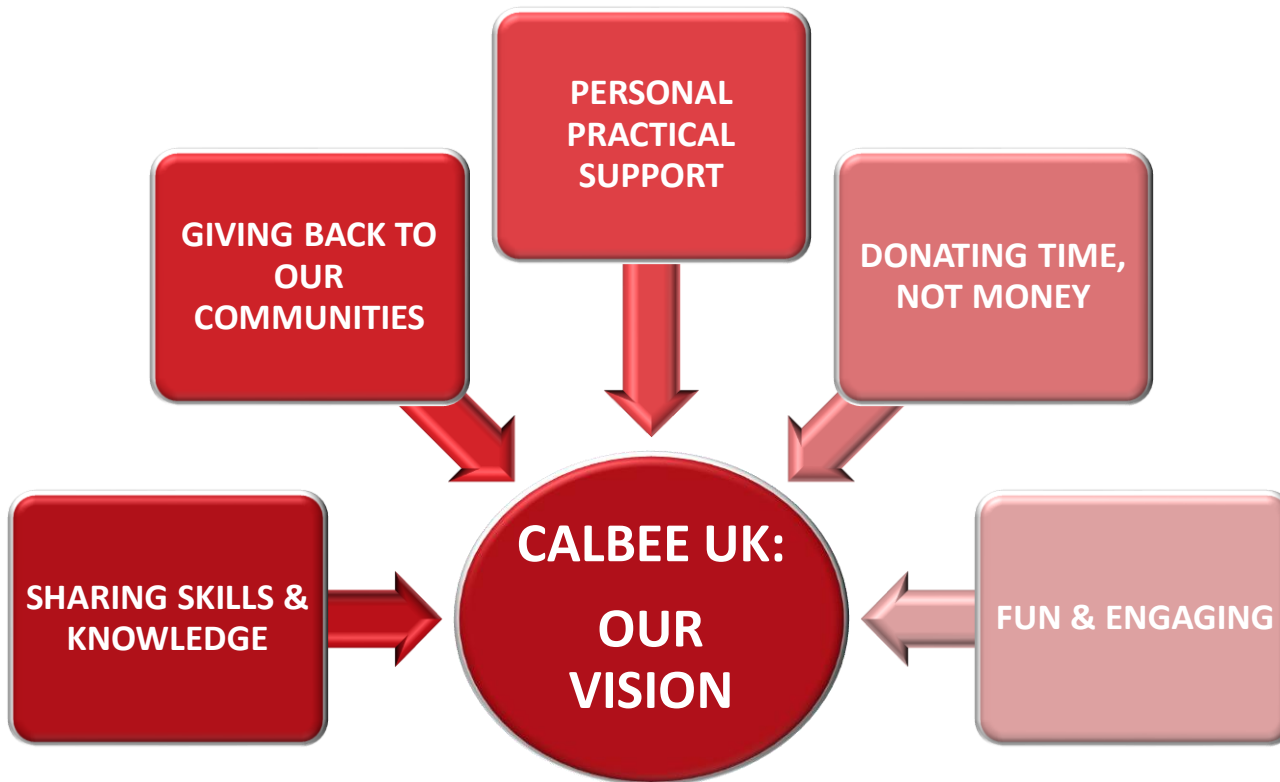 SHARING SKILLS &
KNOWLEDGE
GIVING BACK TO
OUR
COMMUNITIES
PERSONAL
PRACTICAL
SUPPORT
DONATING TIME,
NOT MONEY
FUN & ENGAGING
CALBEE UK:
OUR
VISION